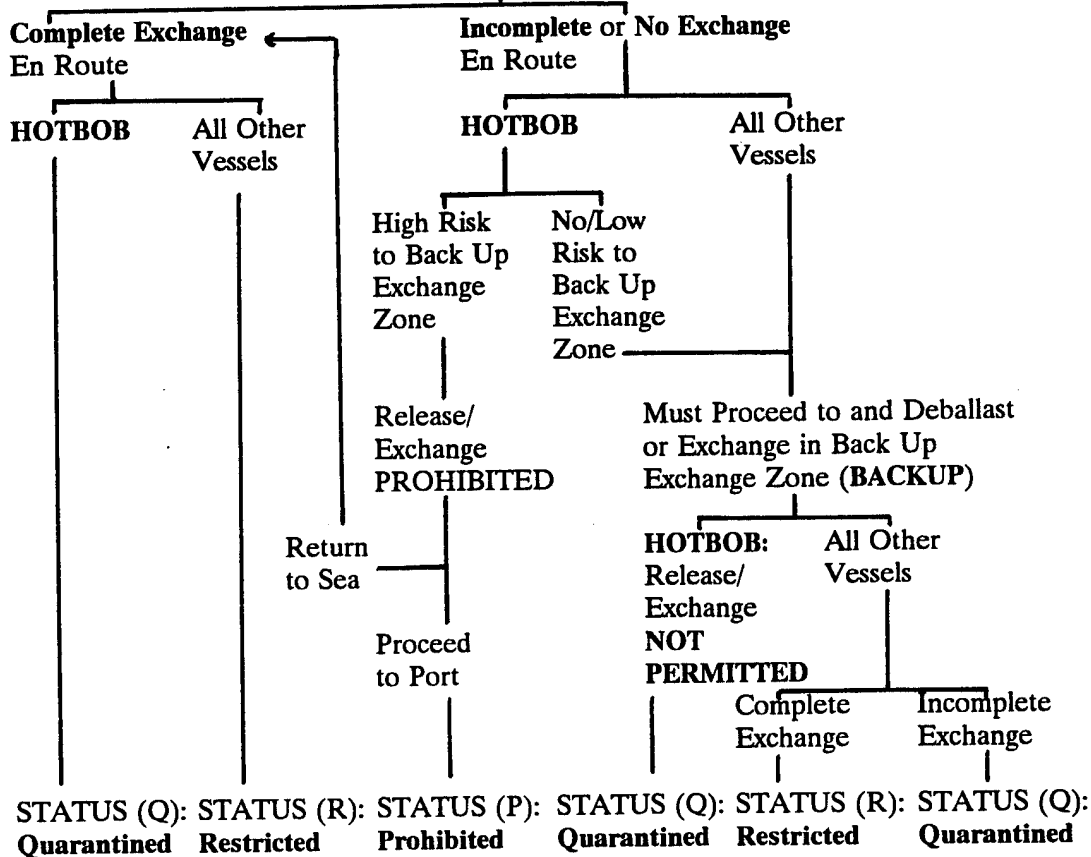 Complete Exchange
En Route
Incomplete or No Exchange
En Route
HOTBOB
All Other
Vessels
HOTBOB
All Other
Vessels
High Risk
to Back Up
Exchange
Zone
No/Low
Risk to
Back Up
Exchange
Zone
Release/
Exchange
PROHIBITED
Must Proceed to and Deballast
or Exchange in Back Up
Exchange Zone (BACKUP)
Return
to Sea
HOTBOB:
Release/
Exchange
NOT
PERMITTED
All Other
Vessels
Proceed
to Port
Complete
Exchange
Incomplete
Exchange
STATUS (Q):
Quarantined
STATUS (R):
Restricted
STATUS (P):
Prohibited
STATUS (Q):
Quarantined
STATUS (R):
Restricted
STATUS (Q):
Quarantined